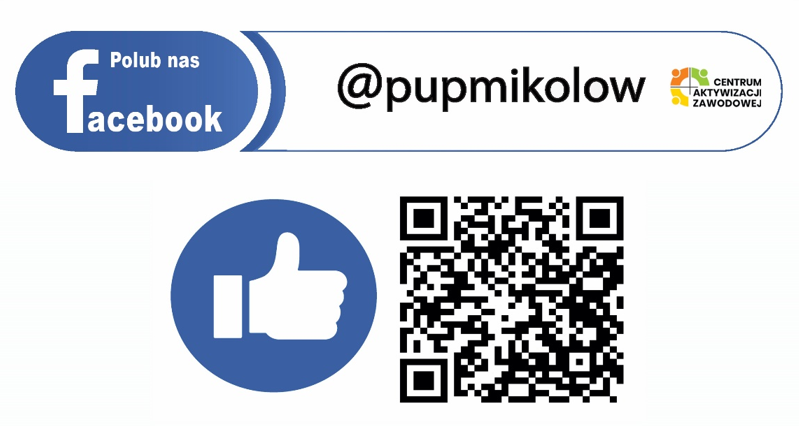 Polub nas
facebook
@pupmikolow
CENTRUM
AKTYWIZACJI
ZAWODOWEJ